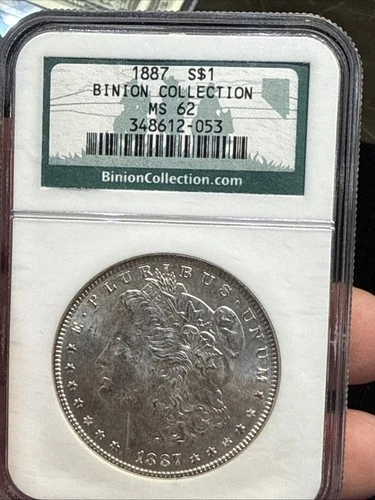 1887 S$1
BINION COLLECTION
MS 62
348612-053
BinionCollection.com
E · PLURIBUS · UNUM
1887